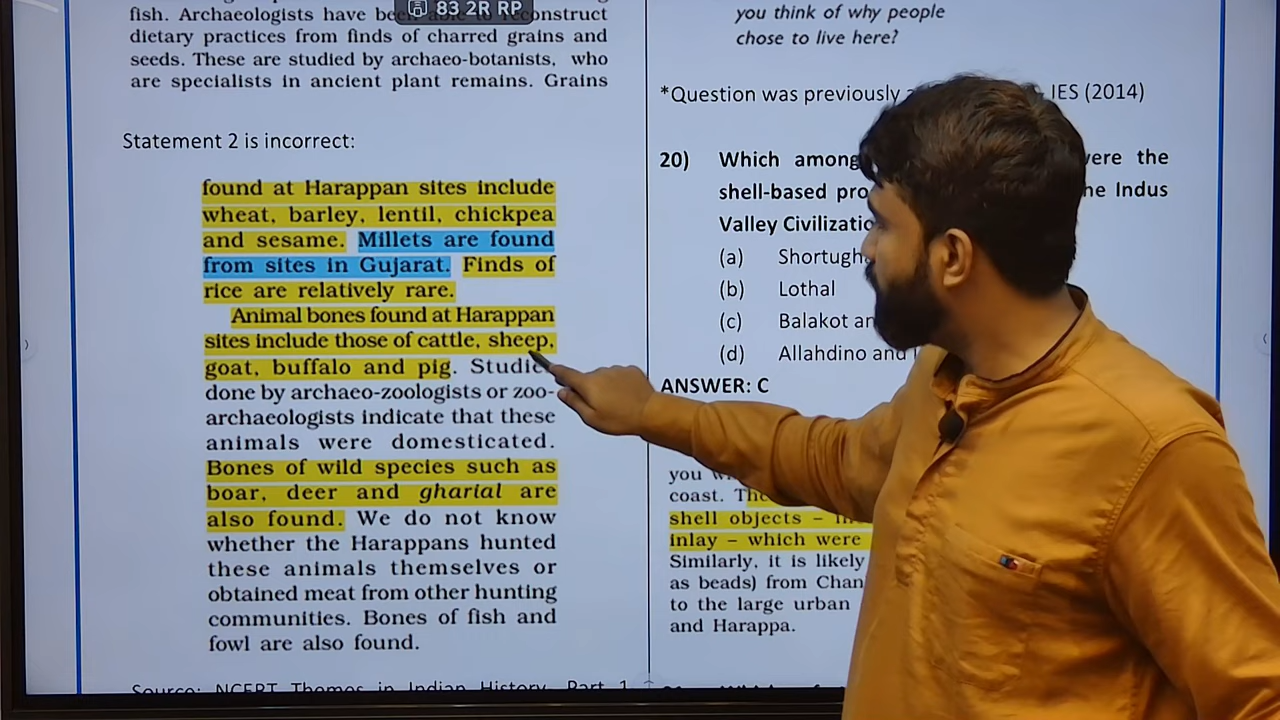 fish. Archaeologists have been able to reconstruct
dietary practices from finds of charred grains and
seeds. These are studied by archaeo-botanists, who
are specialists in ancient plant remains. Grains
83 2R RP
Statement 2 is incorrect:
found at Harappan sites include
wheat, barley, lentil, chickpea
and sesame. Millets are found
from sites in Gujarat. Finds of
rice are relatively rare.
Animal bones found at Harappan
sites include those of cattle, sheep,
goat, buffalo and pig. Studies
done by archaeo-zoologists or zoo-
archaeologists indicate that these
animals were domesticated.
Bones of wild species such as
boar, deer and gharial are
also found. We do not know
whether the Harappans hunted
these animals themselves or
obtained meat from other hunting
communities. Bones of fish and
fowl are also found.
Source: NCERT Themes in Indian History, Part 1
you think of why people
chose to live here?
*Question was previously IES (2014)
20) Which among were the
shell-based Indus
Valley
(a)
(b) Lothal
(c) Balakot
(d) Allahdino and
ANSWER: C
you
coast.
shell objects –
inlay – which were
Similarly, it is likely
as beads) from
to the large urban
and Harappa.